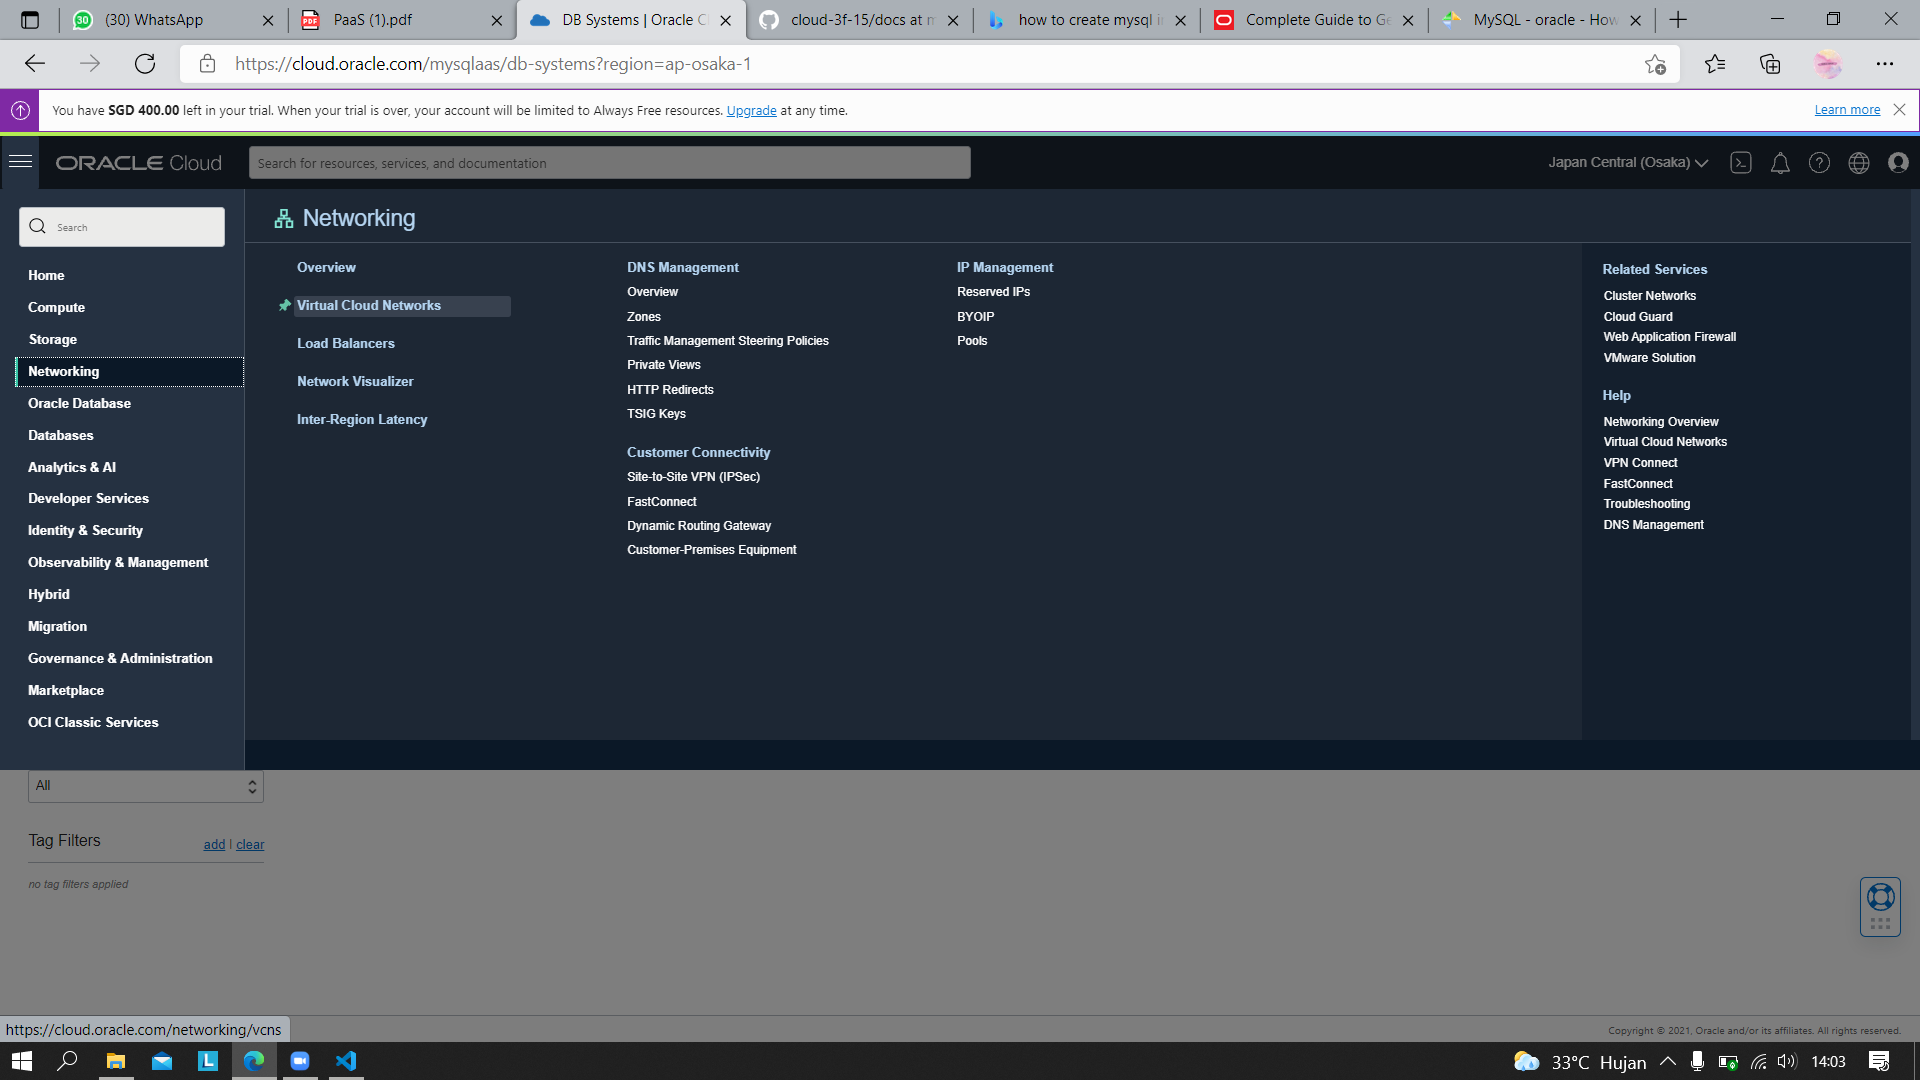 (30) WhatsApp
PaaS (1).pdf
DB Systems | Oracle Cl
cloud-3f-15/docs at m
how to create mysql in
Complete Guide to Ge
MySQL - oracle - How
https://cloud.oracle.com/mysqlaas/db-systems?region=ap-osaka-1
You have SGD 400.00 left in your trial. When your trial is over, your account will be limited to Always Free resources. Upgrade at any time.
Learn more
ORACLE Cloud
Search for resources, services, and documentation
Japan Central (Osaka)
Search
Home
Compute
Storage
Networking
Oracle Database
Databases
Analytics & AI
Developer Services
Identity & Security
Observability & Management
Hybrid
Migration
Governance & Administration
Marketplace
OCI Classic Services
Networking
Overview
Virtual Cloud Networks
Load Balancers
Network Visualizer
Inter-Region Latency
DNS Management
Overview
Zones
Traffic Management Steering Policies
Private Views
HTTP Redirects
TSIG Keys
Customer Connectivity
Site-to-Site VPN (IPSec)
FastConnect
Dynamic Routing Gateway
Customer-Premises Equipment
IP Management
Reserved IPs
BYOIP
Pools
Related Services
Cluster Networks
Cloud Guard
Web Application Firewall
VMware Solution
Help
Networking Overview
Virtual Cloud Networks
VPN Connect
FastConnect
Troubleshooting
DNS Management
All
Tag Filters
add | clear
no tag filters applied
https://cloud.oracle.com/networking/vcns
Copyright © 2021, Oracle and/or its affiliates. All rights reserved.
33°C Hujan
14:03